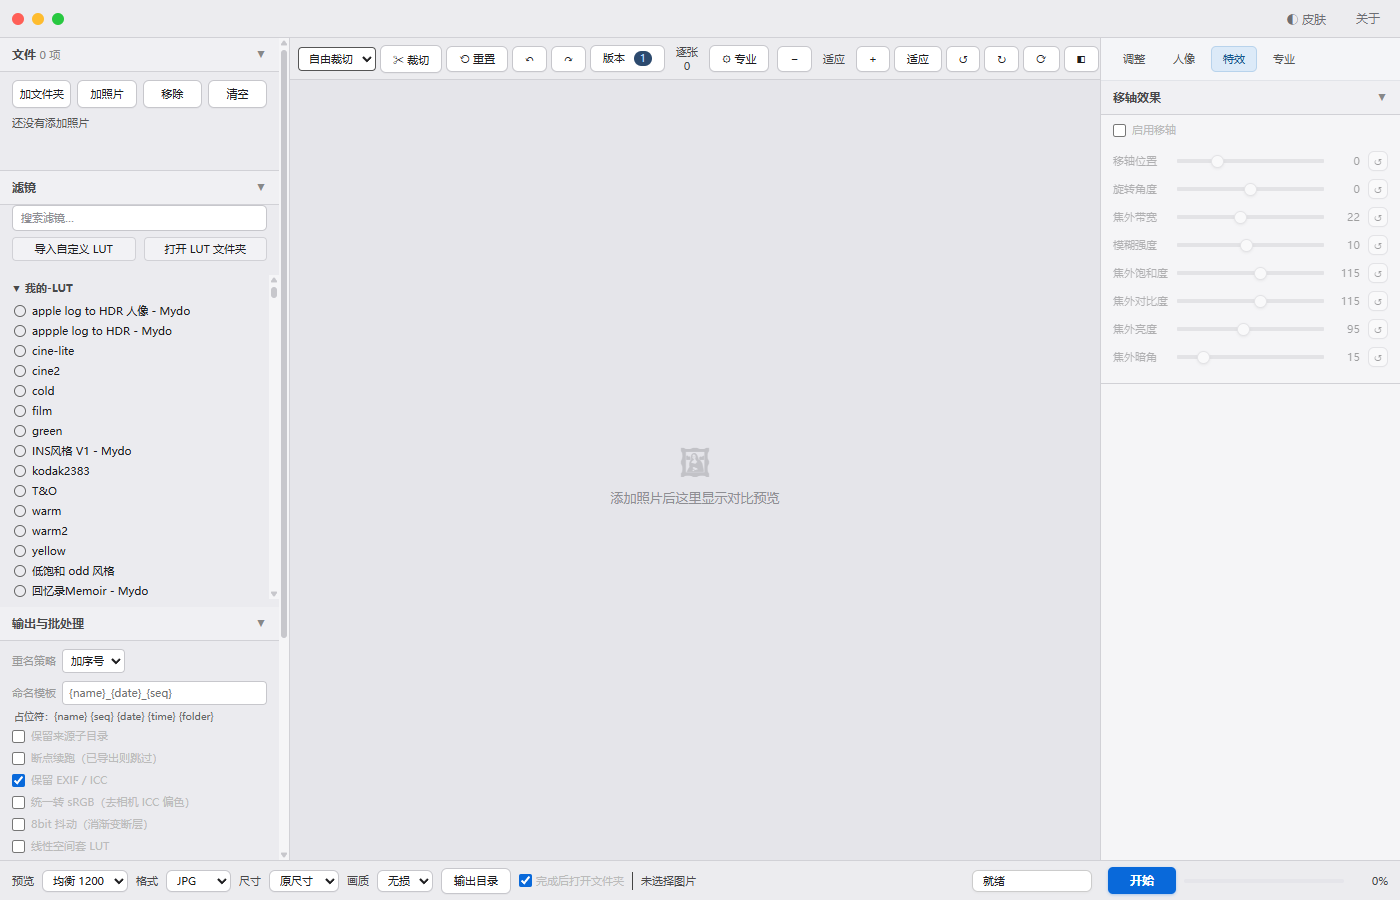 皮肤
关于
文件 0 项
加文件夹
加照片
移除
清空
还没有添加照片
滤镜
搜索滤镜...
导入自定义 LUT
打开 LUT 文件夹
我的-LUT
apple log to HDR 人像 - Mydo
appple log to HDR - Mydo
cine-lite
cine2
cold
film
green
INS风格 V1 - Mydo
kodak2383
T&O
warm
warm2
yellow
低饱和 odd 风格
回忆录Memoir - Mydo
输出与批处理
重名策略 加序号
命名模板 {name}_{date}_{seq}
占位符: {name} {seq} {date} {time} {folder}
保留来源子目录
断点续跑（已导出则跳过）
保留 EXIF / ICC
统一转 sRGB（去相机 ICC 偏色）
8bit 抖动（消渐变断层）
线性空间套 LUT
自由裁切
裁切
重置
版本 1
逐张
0
专业
−
适应
+
适应
添加照片后这里显示对比预览
调整
人像
特效
专业
移轴效果
启用移轴
移轴位置 0
旋转角度 0
焦外带宽 22
模糊强度 10
焦外饱和度 115
焦外对比度 115
焦外亮度 95
焦外暗角 15
预览 均衡 1200 格式 JPG 尺寸 原尺寸 画质 无损 输出目录 完成后打开文件夹 未选择图片 就绪 开始 0%